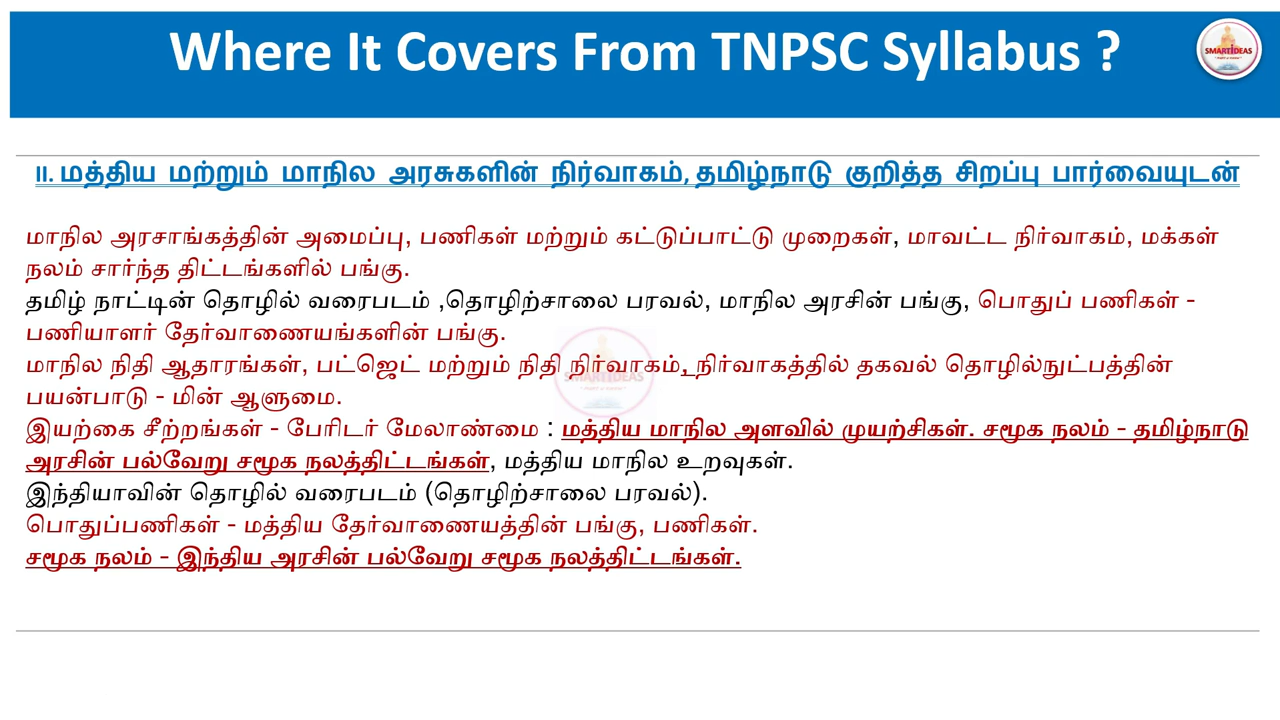 Where It Covers From TNPSC Syllabus ?
SMARTIDEAS
II. மத்திய மற்றும் மாநில அரசுகளின் நிர்வாகம், தமிழ்நாடு குறித்த சிறப்பு பார்வையுடன்
மாநில அரசாங்கத்தின் அமைப்பு, பணிகள் மற்றும் கட்டுப்பாட்டு முறைகள், மாவட்ட நிர்வாகம், மக்கள்
நலம் சார்ந்த திட்டங்களில் பங்கு.
தமிழ் நாட்டின் தொழில் வரைபடம் ,தொழிற்சாலை பரவல், மாநில அரசின் பங்கு, பொதுப் பணிகள் -
பணியாளர் தேர்வாணையங்களின் பங்கு.
மாநில நிதி ஆதாரங்கள், பட்ஜெட் மற்றும் நிதி நிர்வாகம், நிர்வாகத்தில் தகவல் தொழில்நுட்பத்தின்
பயன்பாடு - மின் ஆளுமை.
இயற்கை சீற்றங்கள் - பேரிடர் மேலாண்மை : மத்திய மாநில அளவில் முயற்சிகள். சமூக நலம் - தமிழ்நாடு
அரசின் பல்வேறு சமூக நலத்திட்டங்கள், மத்திய மாநில உறவுகள்.
இந்தியாவின் தொழில் வரைபடம் (தொழிற்சாலை பரவல்).
பொதுப்பணிகள் - மத்திய தேர்வாணையத்தின் பங்கு, பணிகள்.
சமூக நலம் - இந்திய அரசின் பல்வேறு சமூக நலத்திட்டங்கள்.
SMARTIDEAS